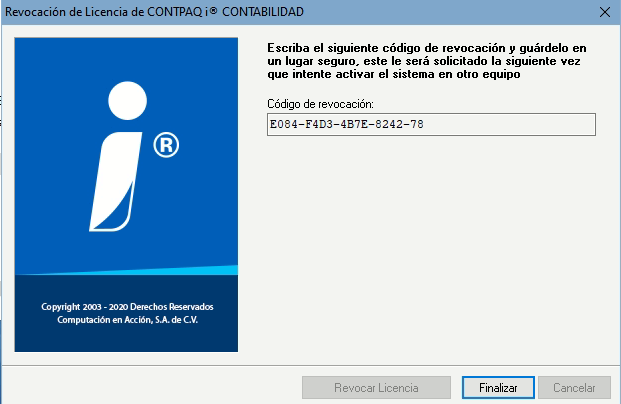 Revocación de Licencia de CONTPAQ i® CONTABILIDAD
Escriba el siguiente código de revocación y guárdelo en
un lugar seguro, este le será solicitado la siguiente vez
que intente activar el sistema en otro equipo
Código de revocación:
E084-F4D3-4B7E-8242-78
i®
Copyright 2003 - 2020 Derechos Reservados
Computación en Acción, S.A. de C.V.
Revocar Licencia
Finalizar
Cancelar